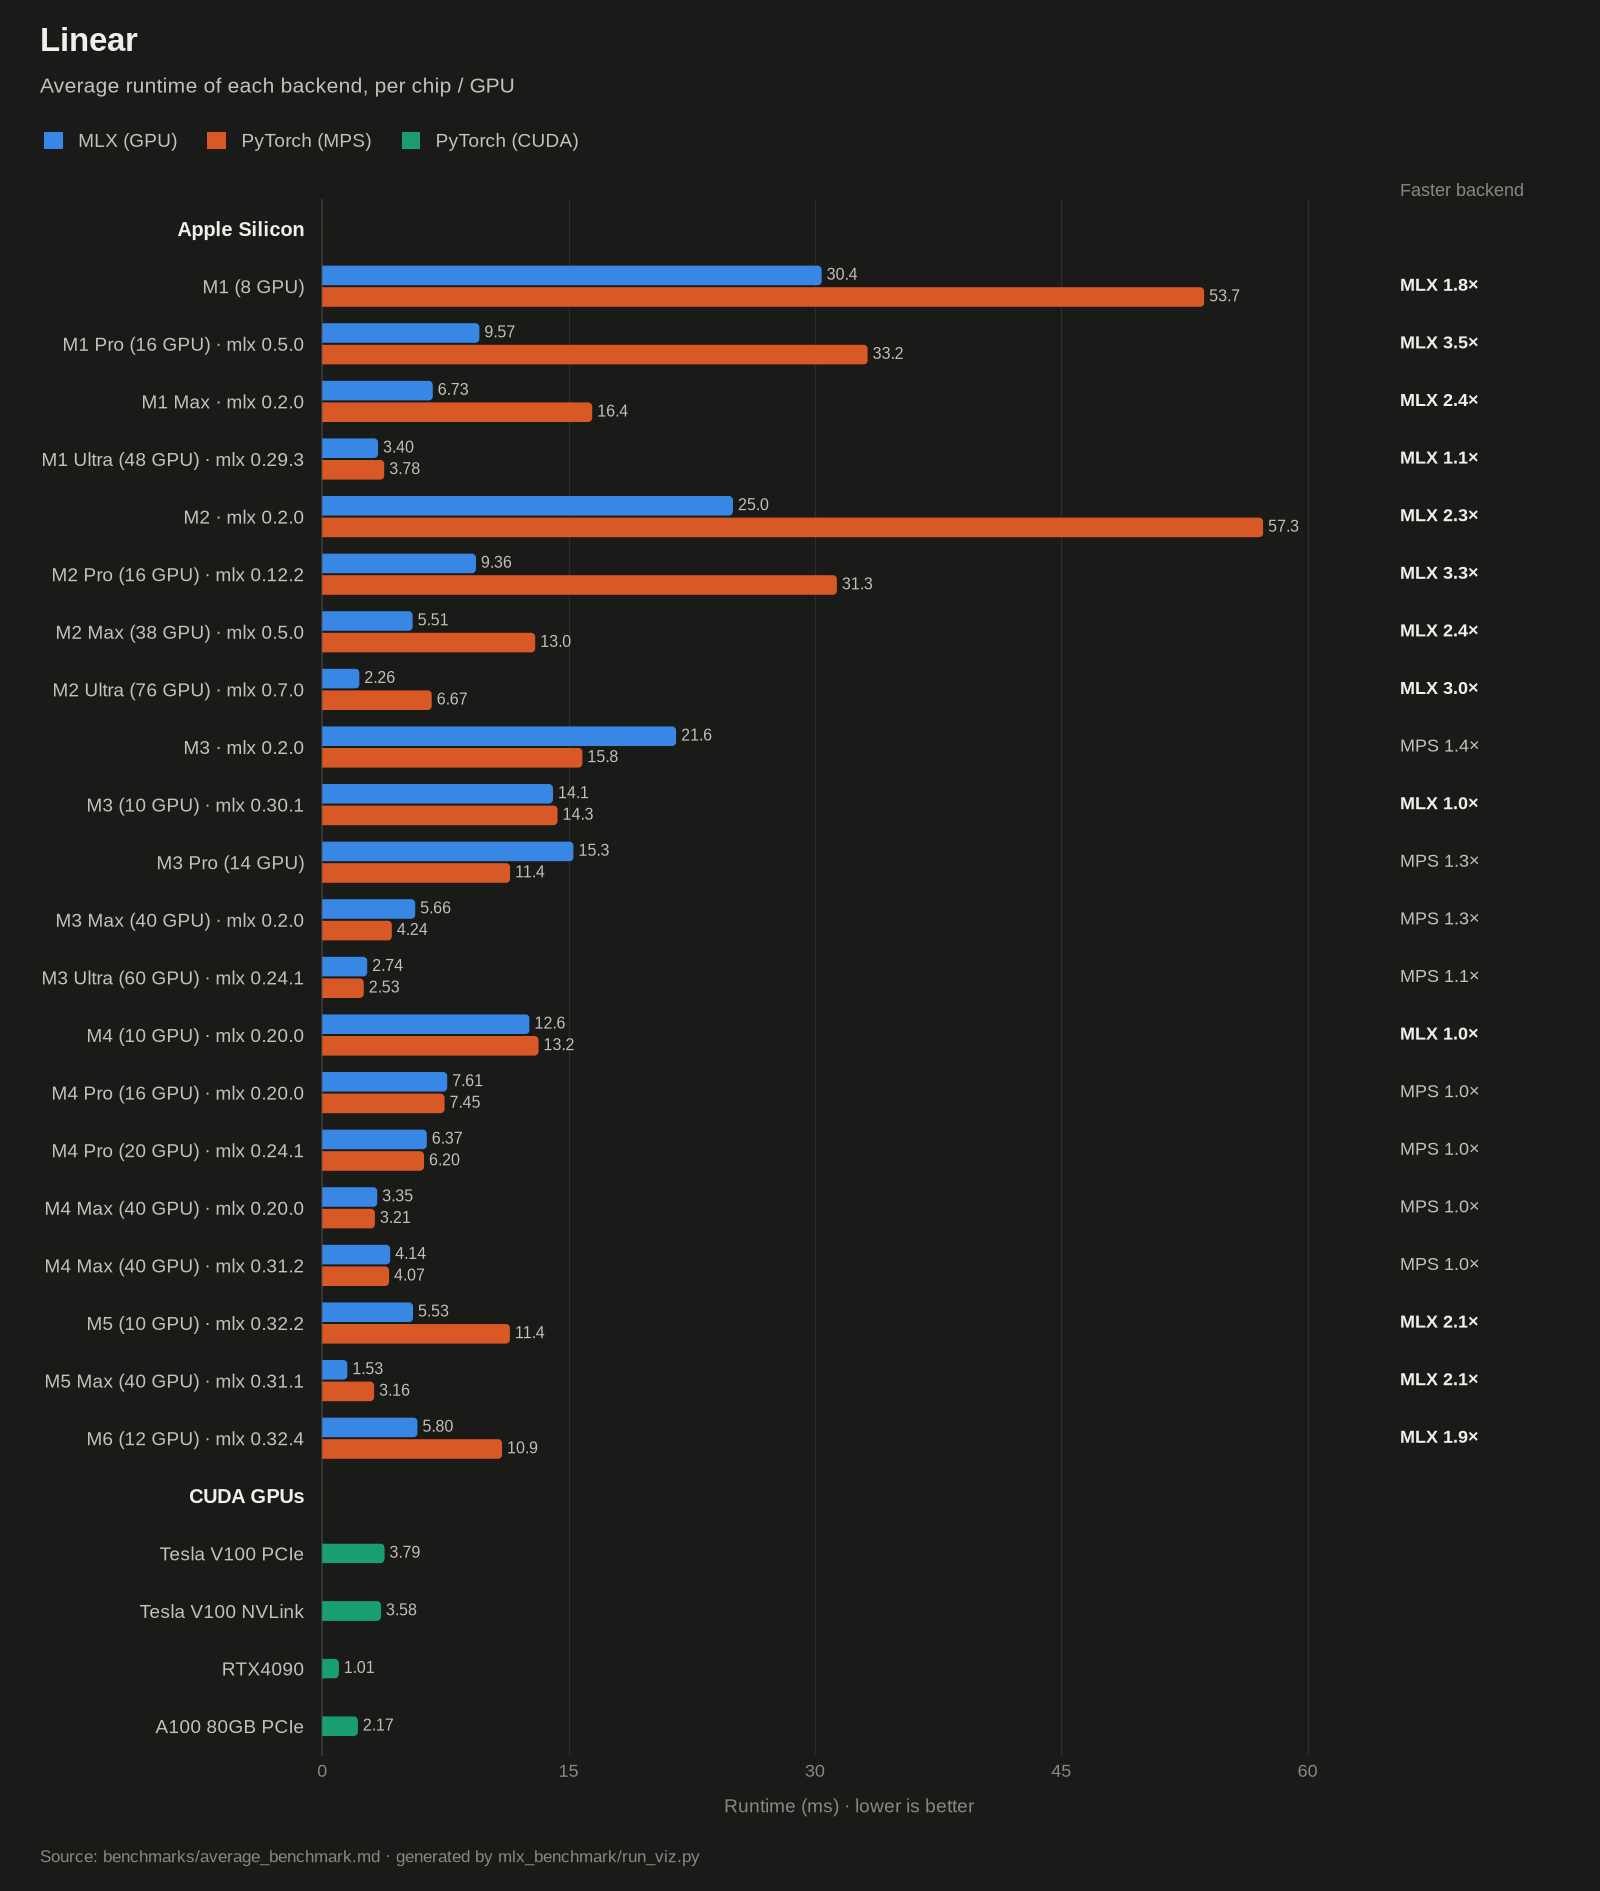 Linear
Average runtime of each backend, per chip / GPU
MLX (GPU) PyTorch (MPS) PyTorch (CUDA)
Faster backend
Apple Silicon
M1 (8 GPU) 30.4 53.7 MLX 1.8×
M1 Pro (16 GPU) · mlx 0.5.0 9.57 33.2 MLX 3.5×
M1 Max · mlx 0.2.0 6.73 16.4 MLX 2.4×
M1 Ultra (48 GPU) · mlx 0.29.3 3.40 3.78 MLX 1.1×
M2 · mlx 0.2.0 25.0 57.3 MLX 2.3×
M2 Pro (16 GPU) · mlx 0.12.2 9.36 31.3 MLX 3.3×
M2 Max (38 GPU) · mlx 0.5.0 5.51 13.0 MLX 2.4×
M2 Ultra (76 GPU) · mlx 0.7.0 2.26 6.67 MLX 3.0×
M3 · mlx 0.2.0 21.6 15.8 MPS 1.4×
M3 (10 GPU) · mlx 0.30.1 14.1 14.3 MLX 1.0×
M3 Pro (14 GPU) 15.3 11.4 MPS 1.3×
M3 Max (40 GPU) · mlx 0.2.0 5.66 4.24 MPS 1.3×
M3 Ultra (60 GPU) · mlx 0.24.1 2.74 2.53 MPS 1.1×
M4 (10 GPU) · mlx 0.20.0 12.6 13.2 MLX 1.0×
M4 Pro (16 GPU) · mlx 0.20.0 7.61 7.45 MPS 1.0×
M4 Pro (20 GPU) · mlx 0.24.1 6.37 6.20 MPS 1.0×
M4 Max (40 GPU) · mlx 0.20.0 3.35 3.21 MPS 1.0×
M4 Max (40 GPU) · mlx 0.31.2 4.14 4.07 MPS 1.0×
M5 (10 GPU) · mlx 0.32.2 5.53 11.4 MLX 2.1×
M5 Max (40 GPU) · mlx 0.31.1 1.53 3.16 MLX 2.1×
M6 (12 GPU) · mlx 0.32.4 5.80 10.9 MLX 1.9×
CUDA GPUs
Tesla V100 PCIe 3.79
Tesla V100 NVLink 3.58
RTX4090 1.01
A100 80GB PCIe 2.17
0 15 30 45 60
Runtime (ms) · lower is better
Source: benchmarks/average_benchmark.md · generated by mlx_benchmark/run_viz.py